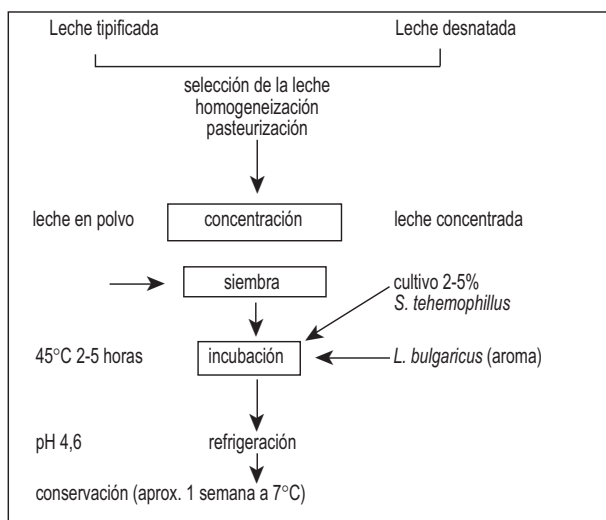 Leche tipificada Leche desnatada
selección de la leche
homogeneización
pasteurización
leche en polvo concentración leche concentrada
siembra cultivo 2-5%
S. tehemophillus
45°C 2-5 horas incubación L. bulgaricus (aroma)
pH 4,6 refrigeración
conservación (aprox. 1 semana a 7°C)